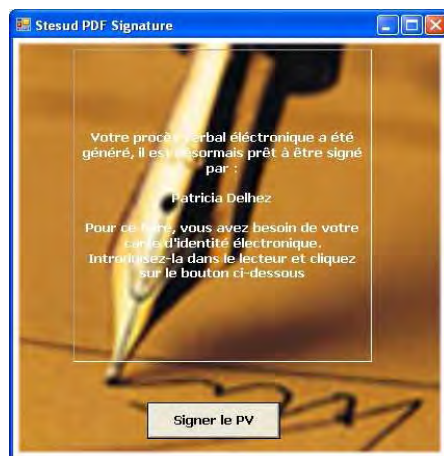 Stesud PDF Signature
Votre procès verbal éléctronique a été
généré, il est désormais prêt à être signé
par :
Patricia Delhez
Pour ce faire, vous avez besoin de votre
carte d'identité électronique.
Introduisez-la dans le lecteur et cliquez
sur le bouton ci-dessous
Signer le PV